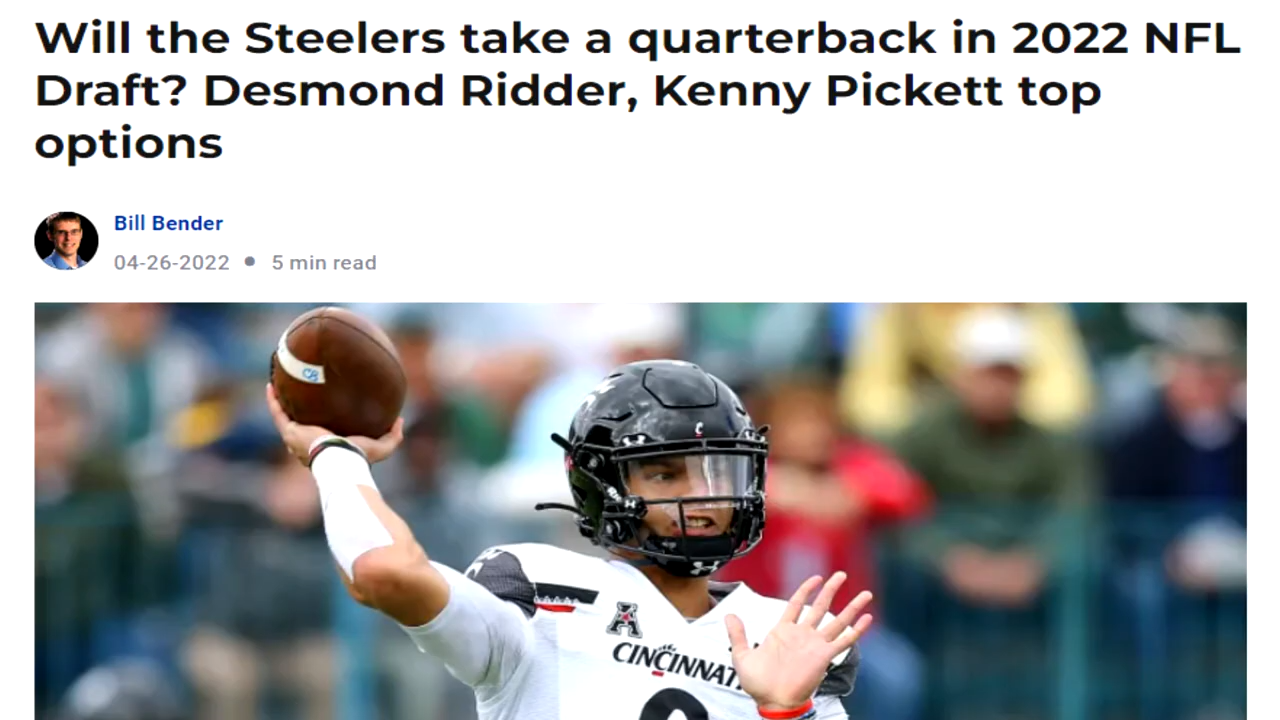 Will the Steelers take a quarterback in 2022 NFL
Draft? Desmond Ridder, Kenny Pickett top
options
Bill Bender
04-26-2022 ● 5 min read
CB
C
A
CINCINNATI